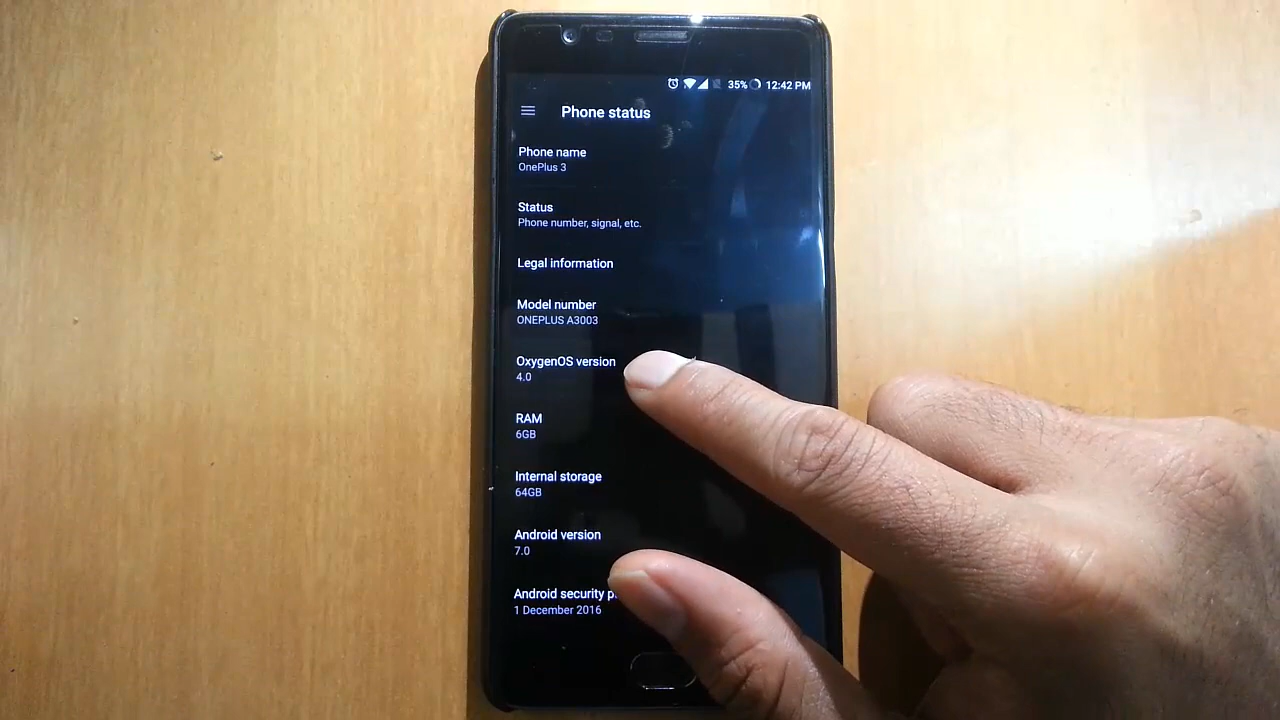 35% 12:42 PM
Phone status
Phone name
OnePlus 3
Status
Phone number, signal, etc.
Legal information
Model number
ONEPLUS A3003
OxygenOS version
4.0
RAM
6GB
Internal storage
64GB
Android version
7.0
Android security
1 December 2016